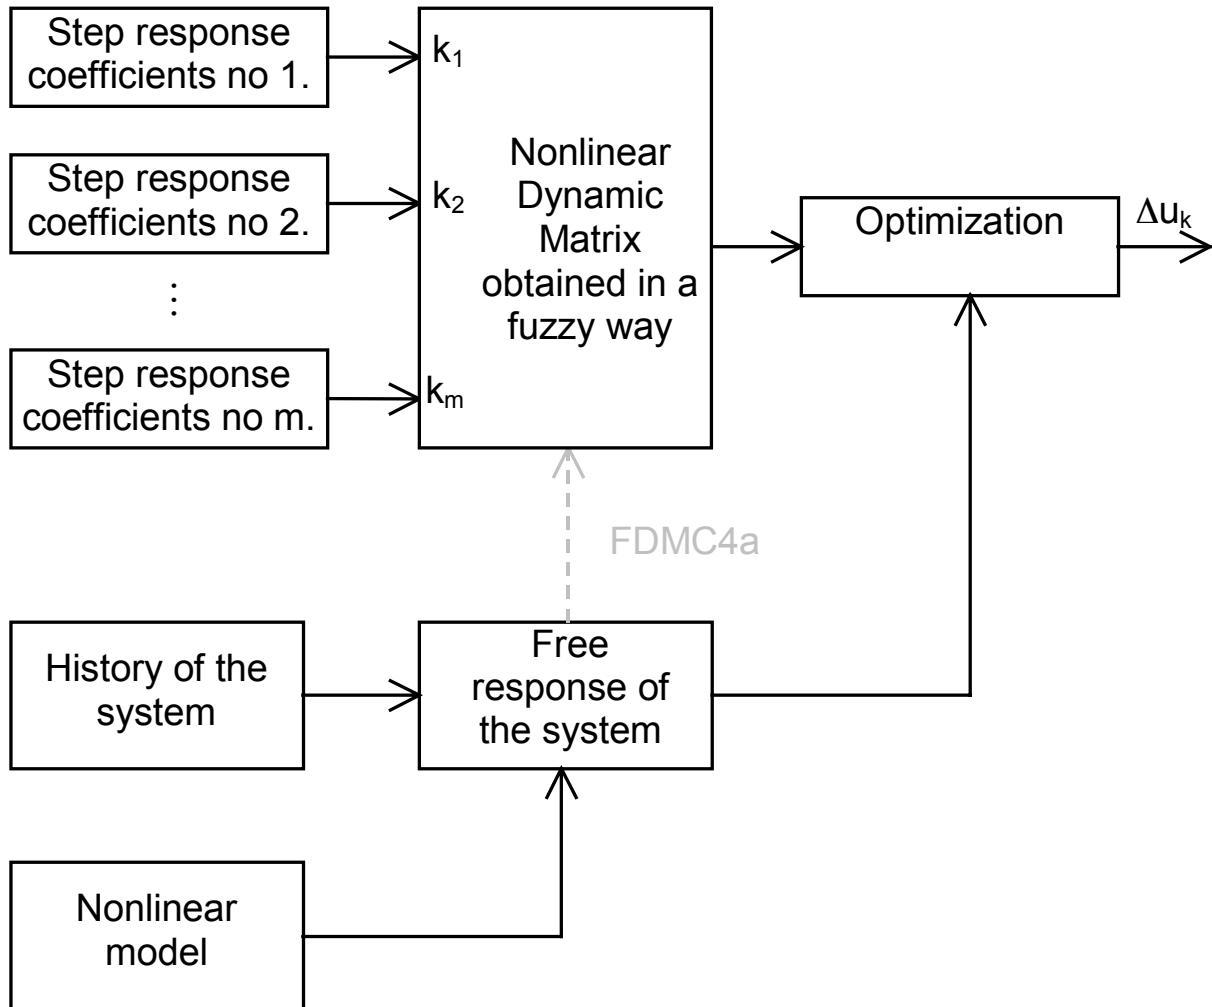 Step response
coefficients no 1.
k₁
Step response
coefficients no 2.
k₂
⋮
Step response
coefficients no m.
kₘ
Nonlinear
Dynamic
Matrix
obtained in a
fuzzy way
Optimization
Δuₖ
FDMC4a
History of the
system
Free
response of
the system
Nonlinear
model